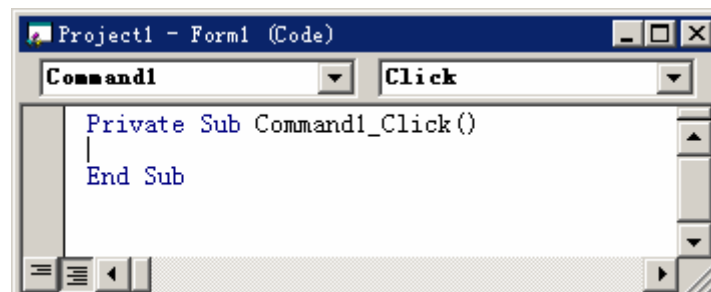 Project1 - Form1 (Code)
Command1 Click
Private Sub Command1_Click()
End Sub